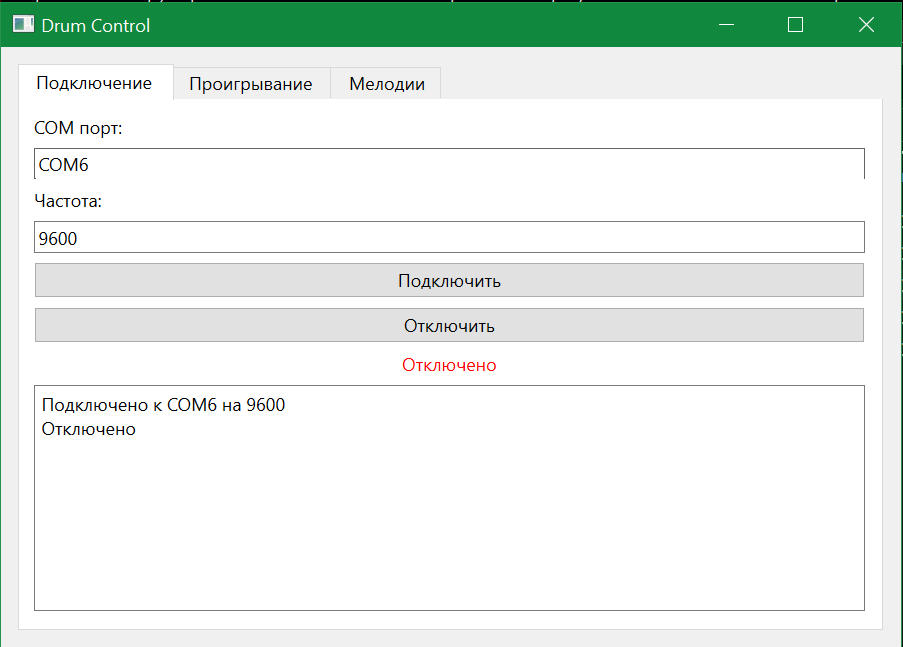 Drum Control
Подключение Проигрывание Мелодии
COM порт:
COM6
Частота:
9600
Подключить
Отключить
Отключено
Подключено к COM6 на 9600
Отключено